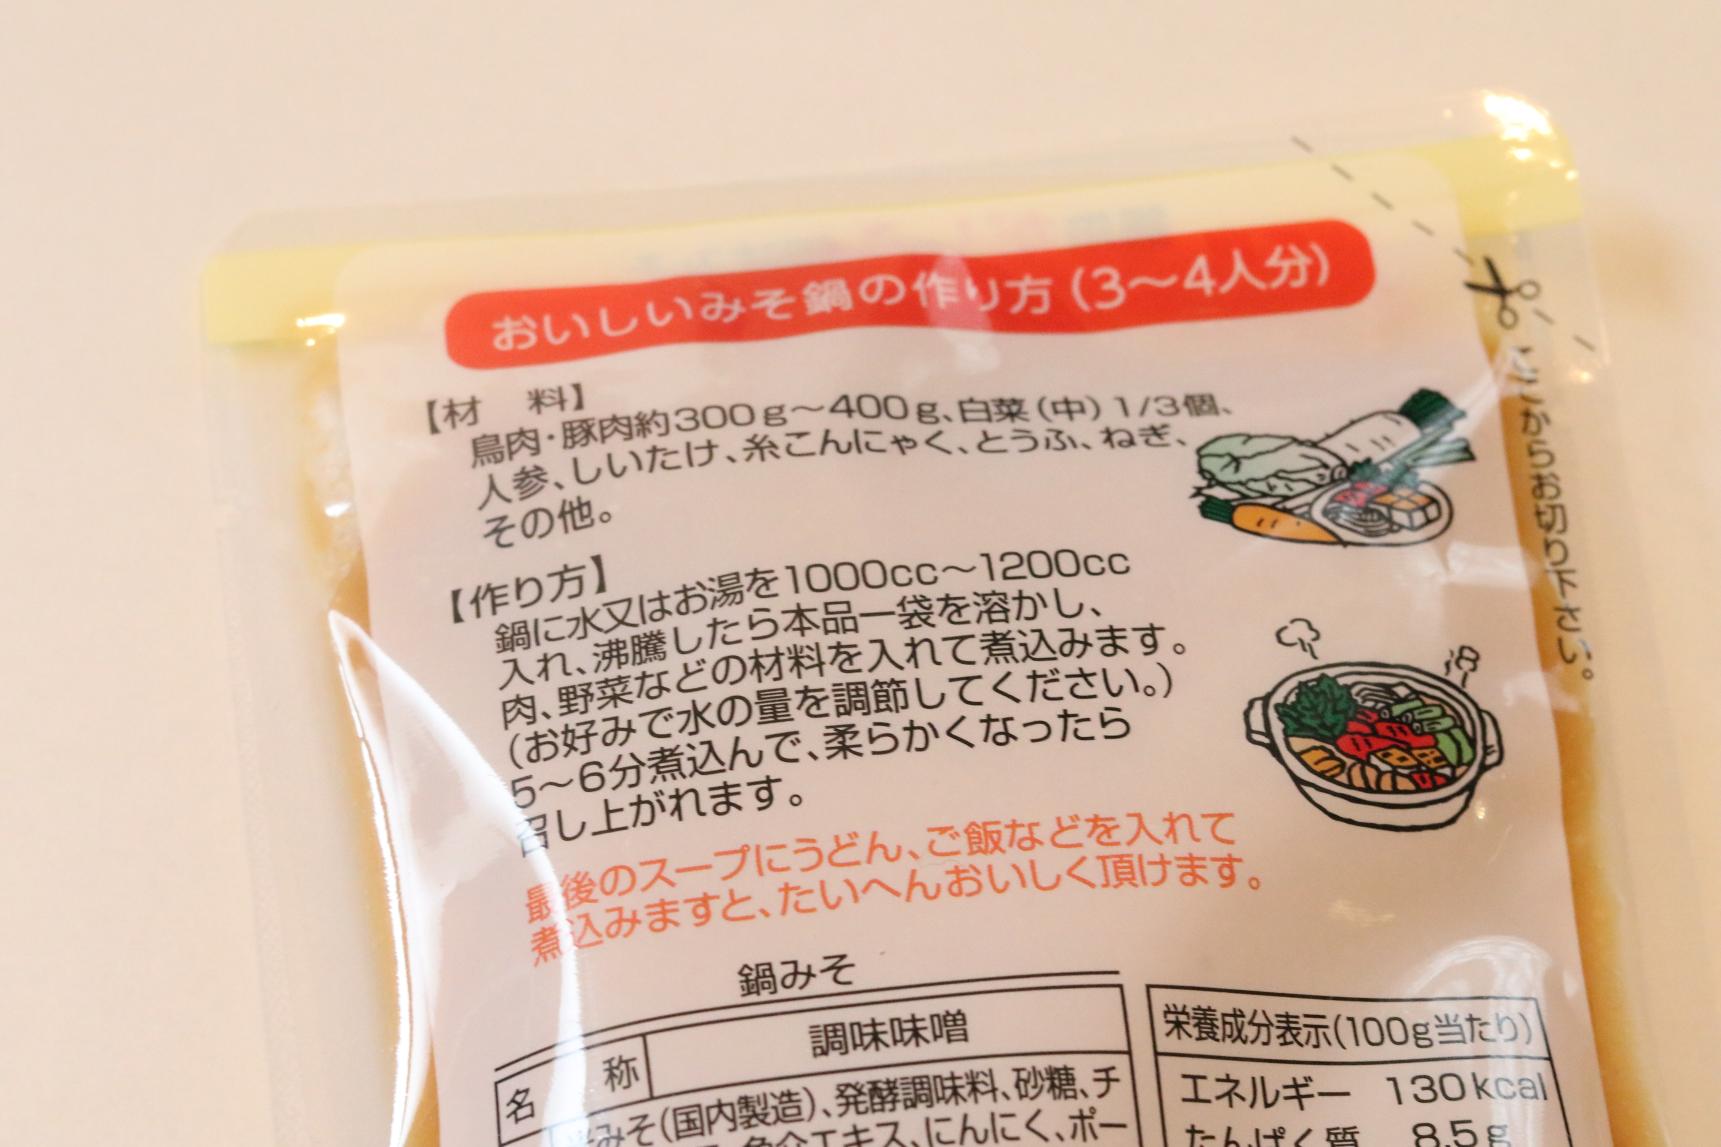 おいしいみそ鍋の作り方(3〜4人分)
【材 料】
鳥肉・豚肉約300g〜400g、白菜(中)1/3個、
人参、しいたけ、糸こんにゃく、とうふ、ねぎ、
その他。
【作り方】
鍋に水又はお湯を1000cc〜1200cc
入れ、沸騰したら本品一袋を溶かし、
肉、野菜などの材料を入れて煮込みます。
(お好みで水の量を調節してください。)
5〜6分煮込んで、柔らかくなったら
召し上がれます。
最後のスープにうどん、ご飯などを入れて
煮込みますと、たいへんおいしく頂けます。
ここからお切り下さい。
鍋みそ
名 称 調味味噌
みそ(国内製造)、発酵調味料、砂糖、チ
魚介エキス、にんにく、ポー
栄養成分表示(100g当たり)
エネルギー 130kcal
たんぱく質 8.5g